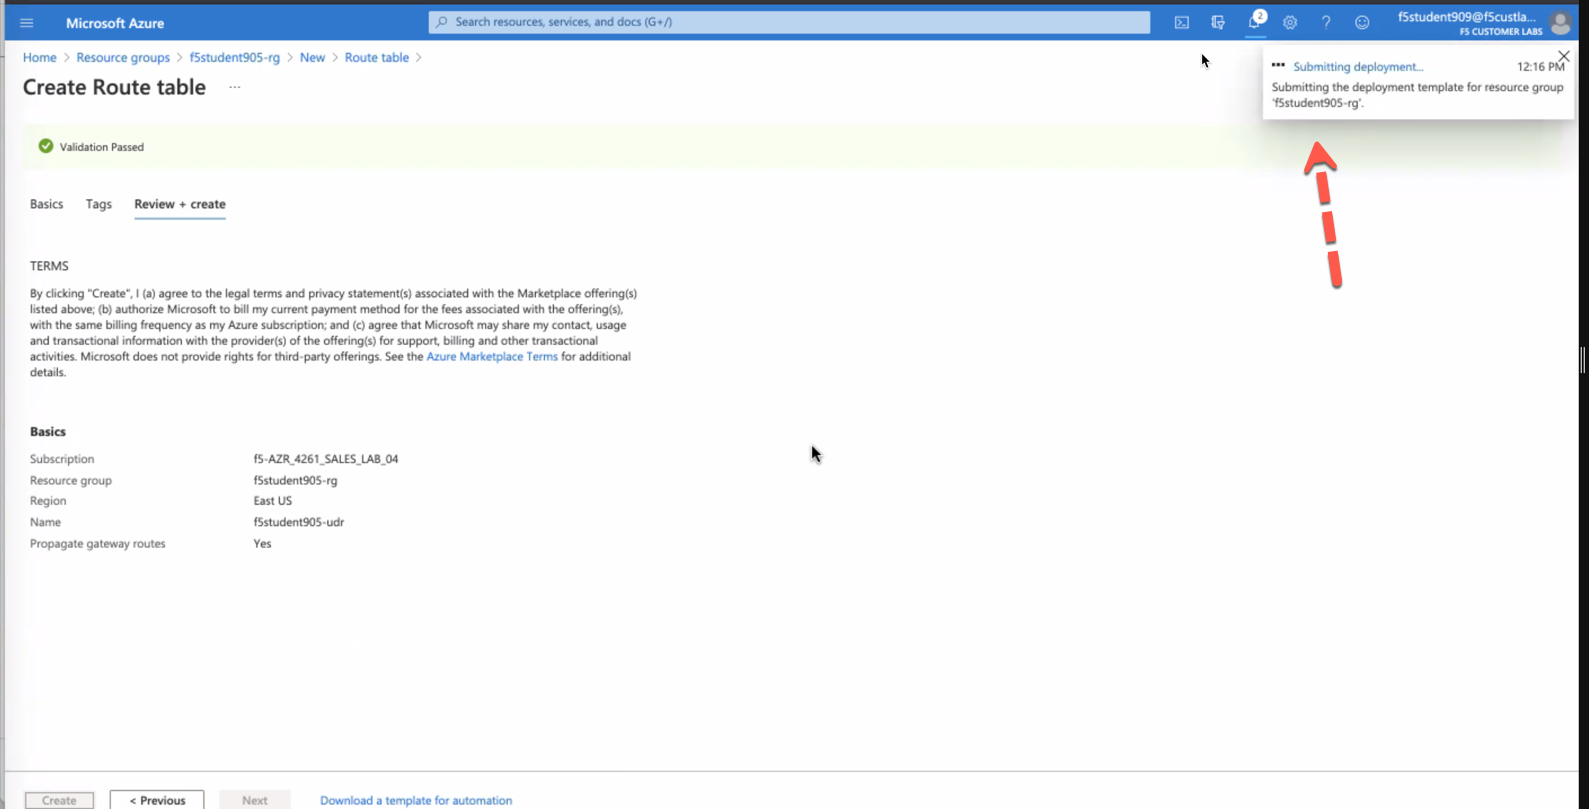 Microsoft Azure
Search resources, services, and docs (G+/)
2
f5student909@f5custla...
F5 CUSTOMER LABS
Home > Resource groups > f5student905-rg > New > Route table >
Create Route table ...
Submitting deployment... 12:16 PM
Submitting the deployment template for resource group
'f5student905-rg'.
Validation Passed
Basics Tags Review + create
TERMS
By clicking "Create", I (a) agree to the legal terms and privacy statement(s) associated with the Marketplace offering(s)
listed above; (b) authorize Microsoft to bill my current payment method for the fees associated with the offering(s),
with the same billing frequency as my Azure subscription; and (c) agree that Microsoft may share my contact, usage
and transactional information with the provider(s) of the offering(s) for support, billing and other transactional
activities. Microsoft does not provide rights for third-party offerings. See the Azure Marketplace Terms for additional
details.
Basics
Subscription f5-AZR_4261_SALES_LAB_04
Resource group f5student905-rg
Region East US
Name f5student905-udr
Propagate gateway routes Yes
Create < Previous Next Download a template for automation